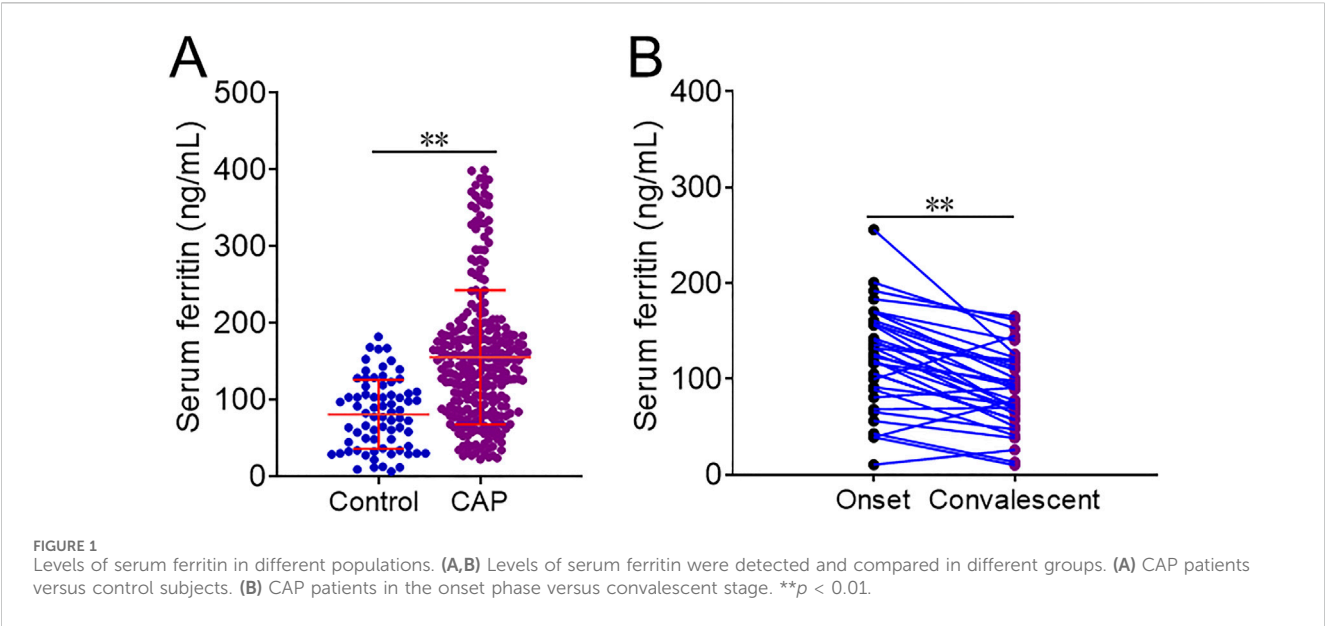 A
B
500
400
300
200
100
0
Serum ferritin (ng/mL)
**
Control
CAP
400
300
200
100
0
Serum ferritin (ng/mL)
**
Onset
Convalescent
FIGURE 1
Levels of serum ferritin in different populations. (A,B) Levels of serum ferritin were detected and compared in different groups. (A) CAP patients
versus control subjects. (B) CAP patients in the onset phase versus convalescent stage. **p < 0.01.